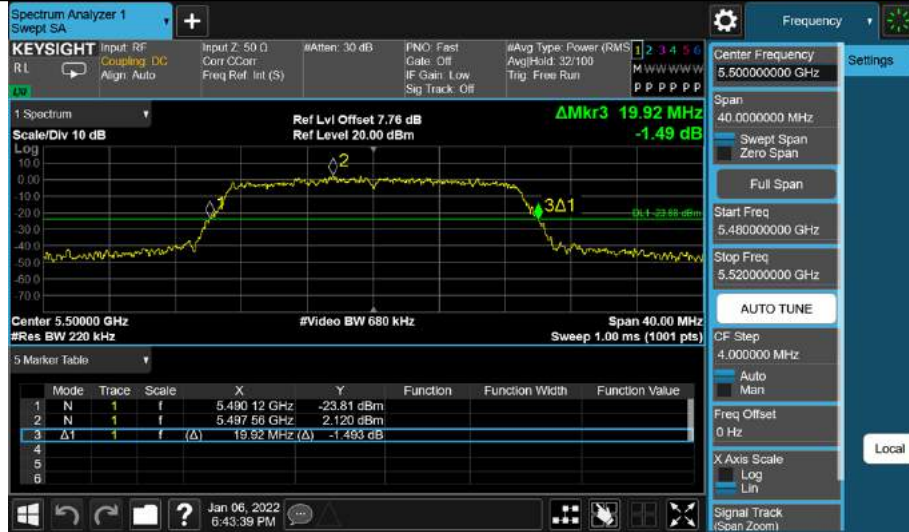 Spectrum Analyzer 1
Swept SA
+
Frequency
KEYSIGHT Input: RF
RL
Coupling: DC
Align: Auto
Input Z: 50 Ω
Corr CCorr
Freq Ref: Int (S)
#Atten: 30 dB
PNO: Fast
Gate: Off
IF Gain: Low
Sig Track: Off
#Avg Type: Power (RMS
Avg|Hold: 32/100
Trig: Free Run
1 2 3 4 5 6
M W W W W W
P P P P P P
1 Spectrum
Scale/Div 10 dB
Ref Lvl Offset 7.76 dB
Ref Level 20.00 dBm
ΔMkr3 19.92 MHz
-1.49 dB
Log
10.0
0.00
-10.0
-20.0
-30.0
-40.0
-50.0
-60.0
-70.0
1
2
3Δ1
DL1 -23.88 dBm
Center 5.50000 GHz
#Res BW 220 kHz
#Video BW 680 kHz
Span 40.00 MHz
Sweep 1.00 ms (1001 pts)
5 Marker Table
Mode Trace Scale X Y Function Function Width Function Value
1 N 1 f 5.490 12 GHz -23.81 dBm
2 N 1 f 5.497 56 GHz 2.120 dBm
3 Δ1 1 f (Δ) 19.92 MHz (Δ) -1.493 dB
4
5
6
?
Jan 06, 2022
6:43:39 PM
Center Frequency
5.500000000 GHz
Span
40.0000000 MHz
Swept Span
Zero Span
Full Span
Start Freq
5.480000000 GHz
Stop Freq
5.520000000 GHz
AUTO TUNE
CF Step
4.000000 MHz
Auto
Man
Freq Offset
0 Hz
X Axis Scale
Log
Lin
Signal Track
(Span Zoom)
Settings
Local